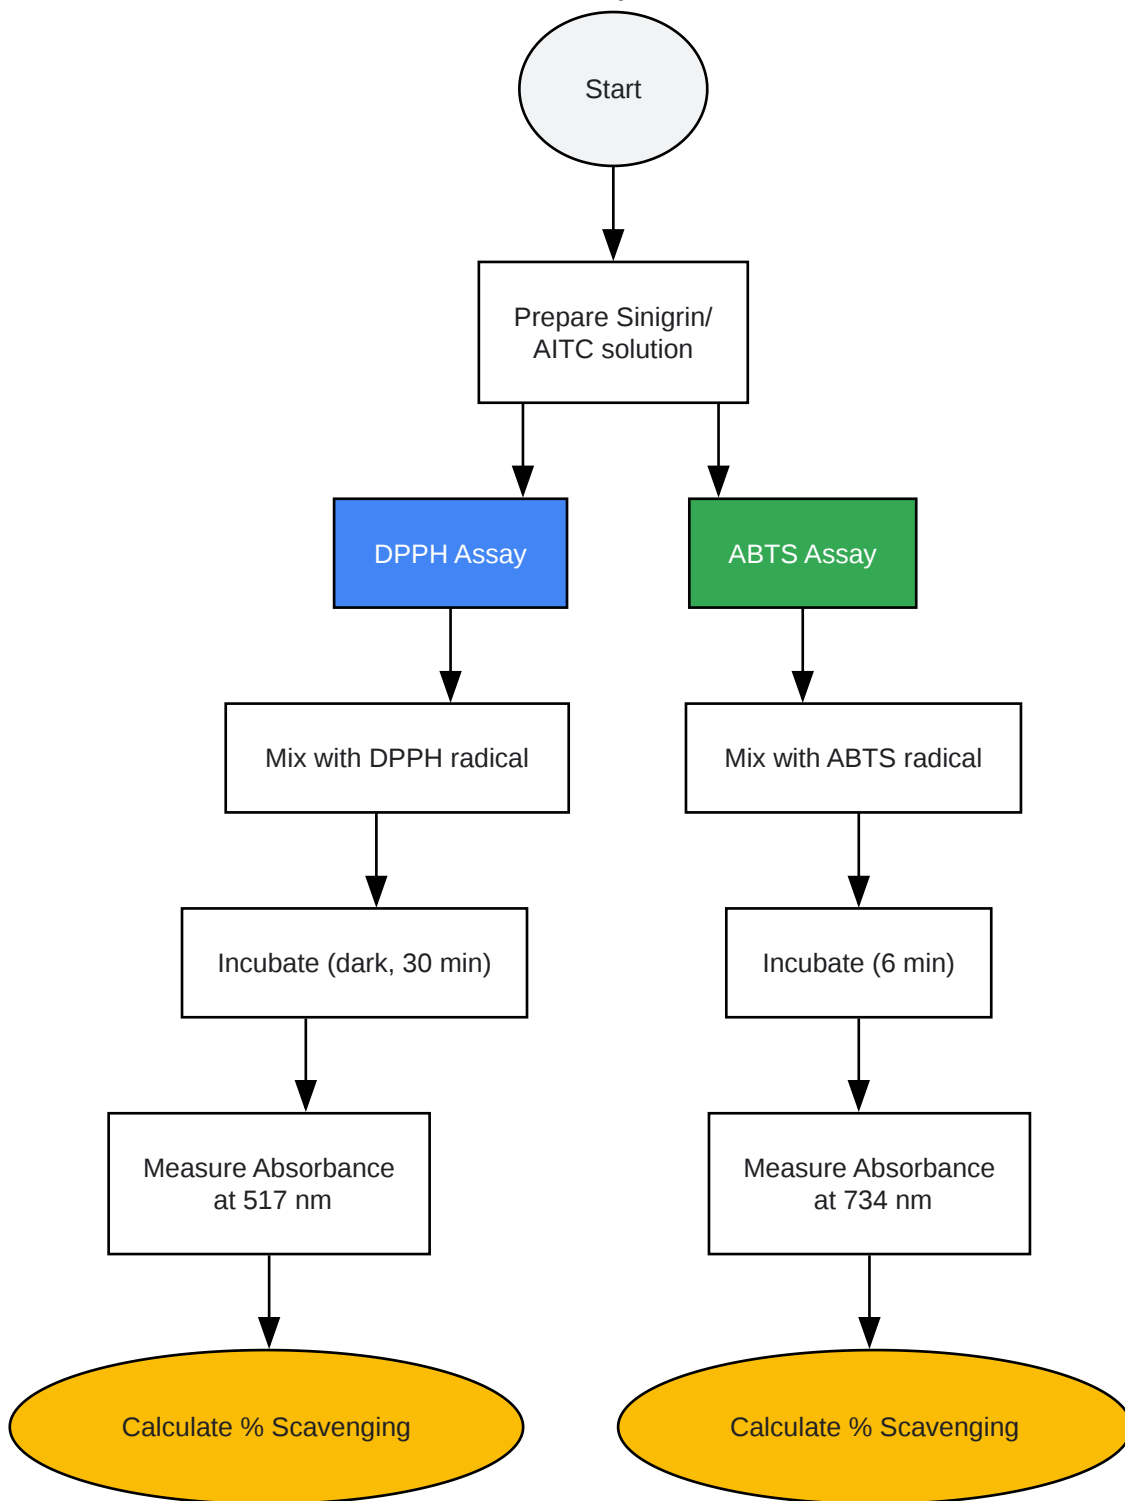 Start
Prepare Sinigrin/
AITC solution
DPPH Assay
ABTS Assay
Mix with DPPH radical
Mix with ABTS radical
Incubate (dark, 30 min)
Incubate (6 min)
Measure Absorbance
at 517 nm
Measure Absorbance
at 734 nm
Calculate % Scavenging
Calculate % Scavenging